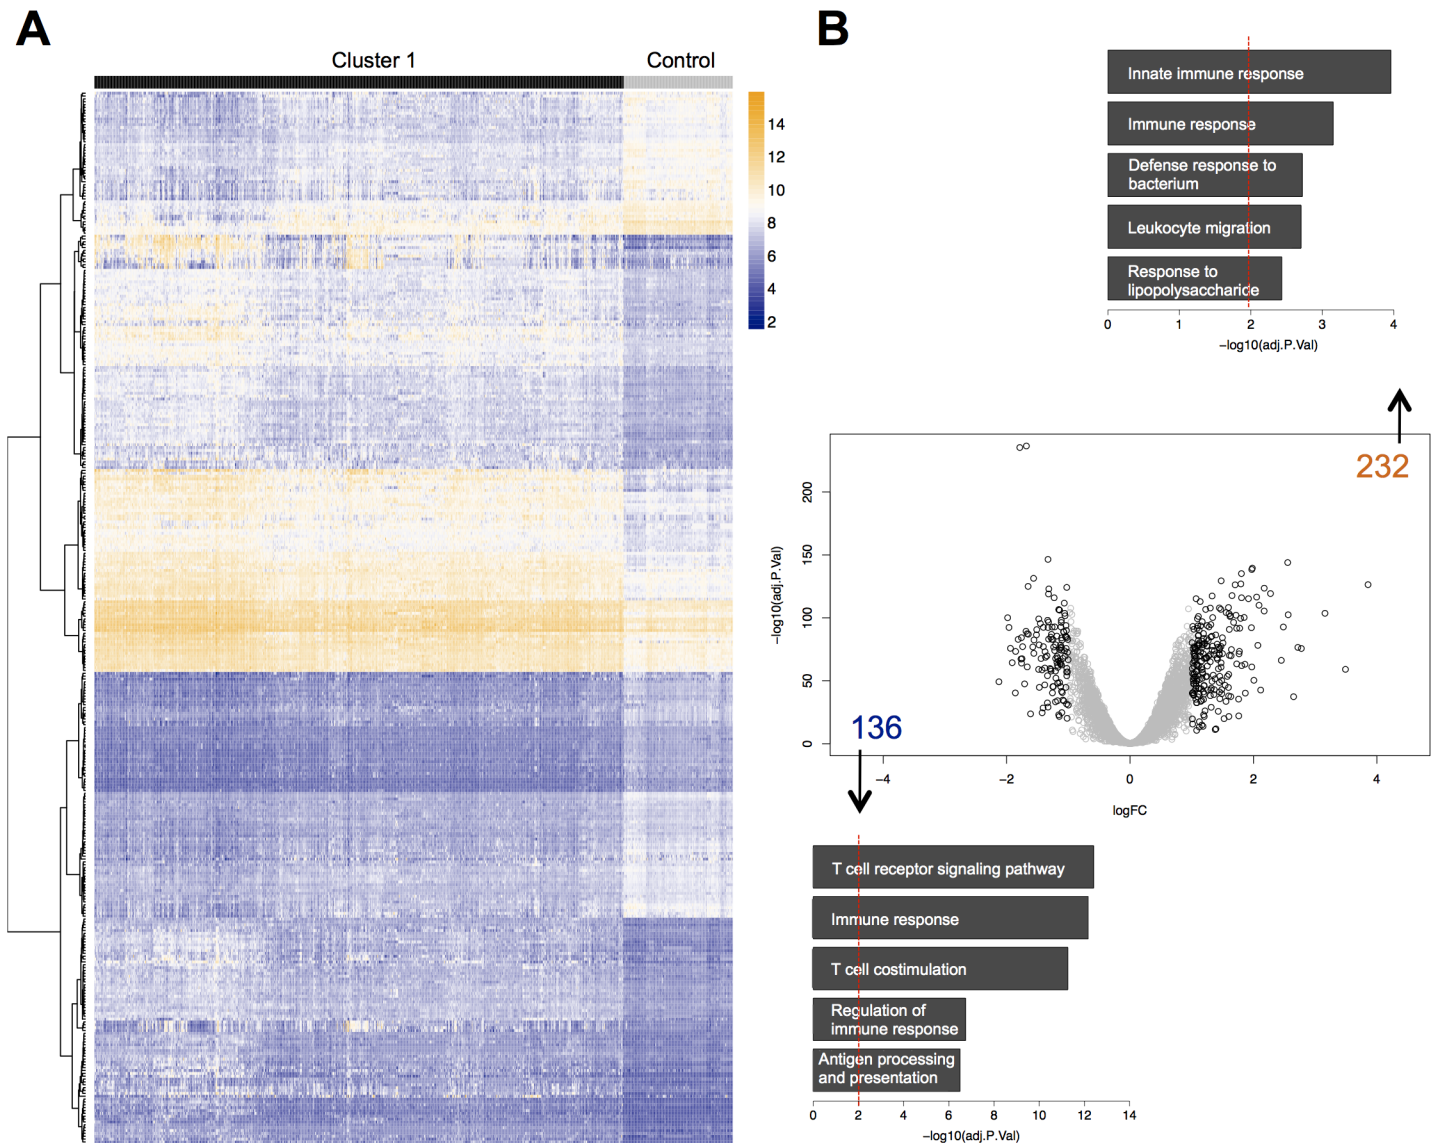 A
B
Cluster 1
Control
14
12
10
8
6
4
2
Innate immune response
Immune response
Defense response to
bacterium
Leukocyte migration
Response to
lipopolysaccharide
0 1 2 3 4
−log10(adj.P.Val)
232
−log10(adj.P.Val)
200
150
100
50
0
136
−4 −2 0 2 4
logFC
T cell receptor signaling pathway
Immune response
T cell costimulation
Regulation of
immune response
Antigen processing
and presentation
0 2 4 6 8 10 12 14
−log10(adj.P.Val)